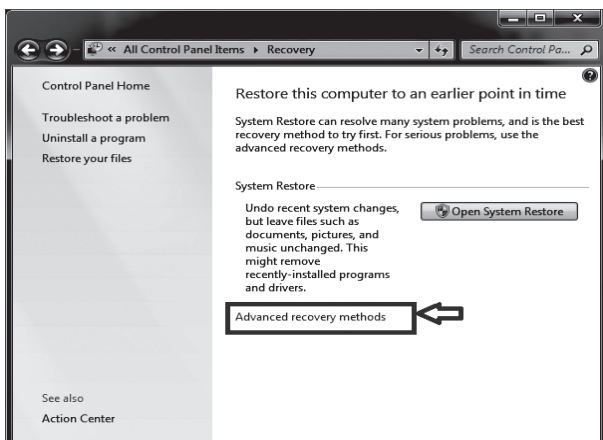 « All Control Panel Items ▸ Recovery
Search Control Pa...
Control Panel Home
Troubleshoot a problem
Uninstall a program
Restore your files
See also
Action Center
Restore this computer to an earlier point in time
System Restore can resolve many system problems, and is the best
recovery method to try first. For serious problems, use the
advanced recovery methods.
System Restore
Undo recent system changes,
but leave files such as
documents, pictures, and
music unchanged. This
might remove
recently-installed programs
and drivers.
Open System Restore
Advanced recovery methods